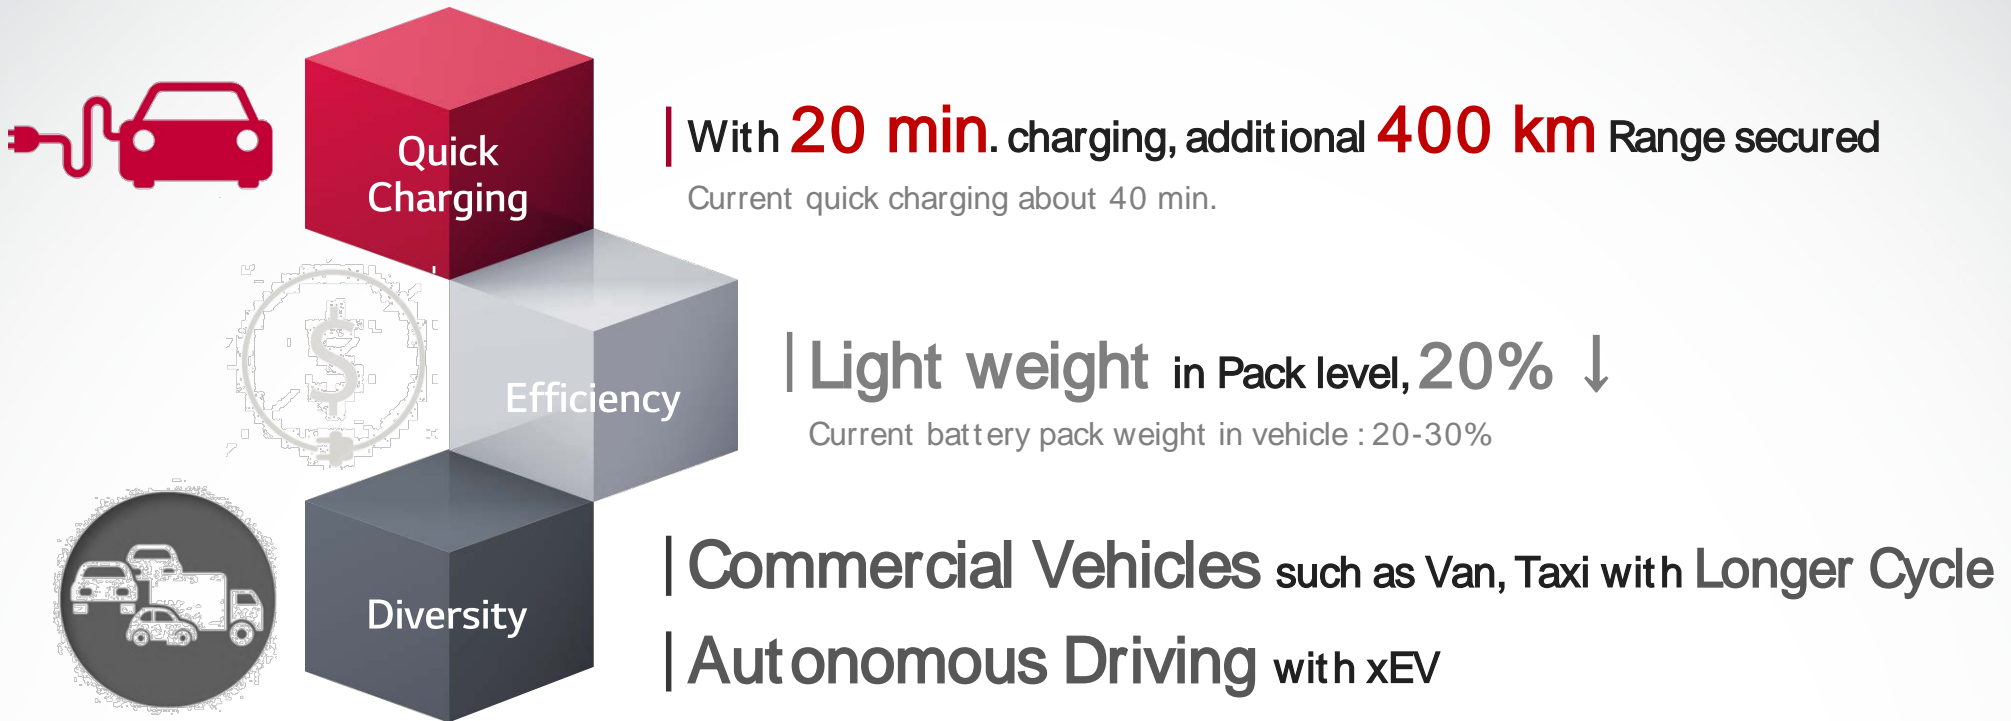 Quick
Charging
With 20 min. charging, additional 400 km Range secured
Current quick charging about 40 min.
$
Efficiency
Light weight in Pack level, 20% ↓
Current battery pack weight in vehicle : 20-30%
Diversity
Commercial Vehicles such as Van, Taxi with Longer Cycle
Autonomous Driving with xEV